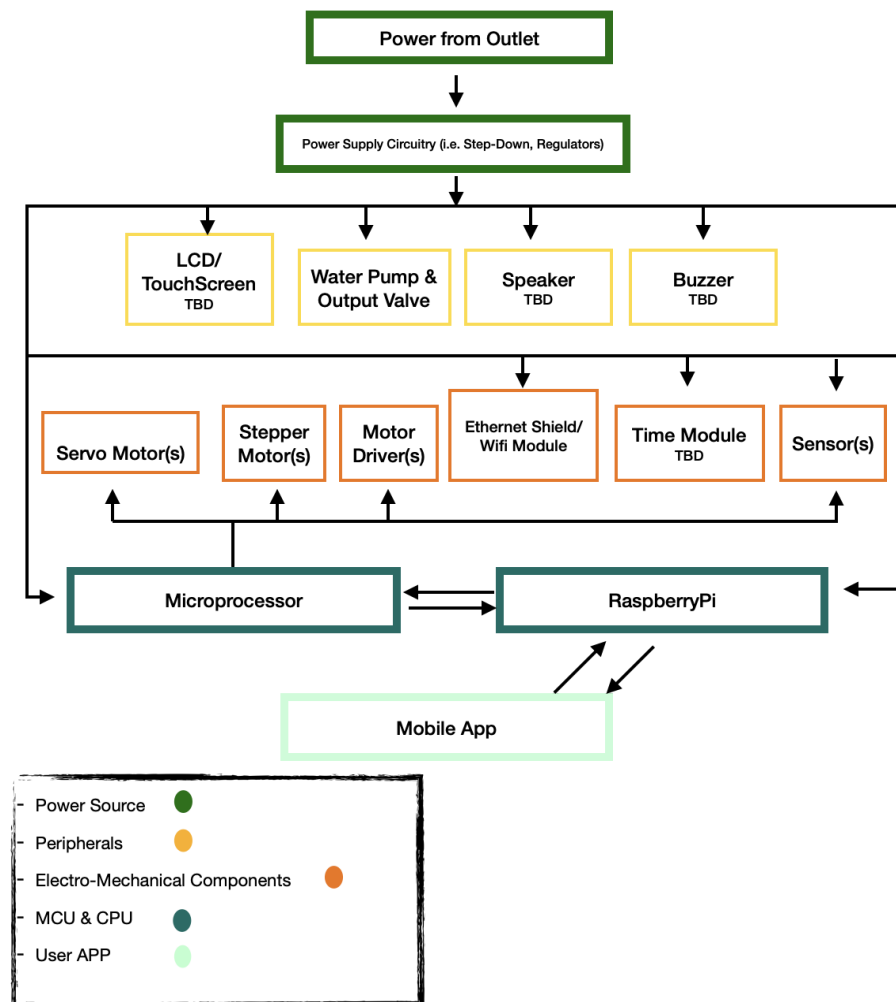 Power from Outlet
Power Supply Circuitry (i.e. Step-Down, Regulators)
LCD/
TouchScreen
TBD
Water Pump &
Output Valve
Speaker
TBD
Buzzer
TBD
Servo Motor(s)
Stepper
Motor(s)
Motor
Driver(s)
Ethernet Shield/
Wifi Module
Time Module
TBD
Sensor(s)
Microprocessor
RaspberryPi
Mobile App
- Power Source
- Peripherals
- Electro-Mechanical Components
- MCU & CPU
- User APP